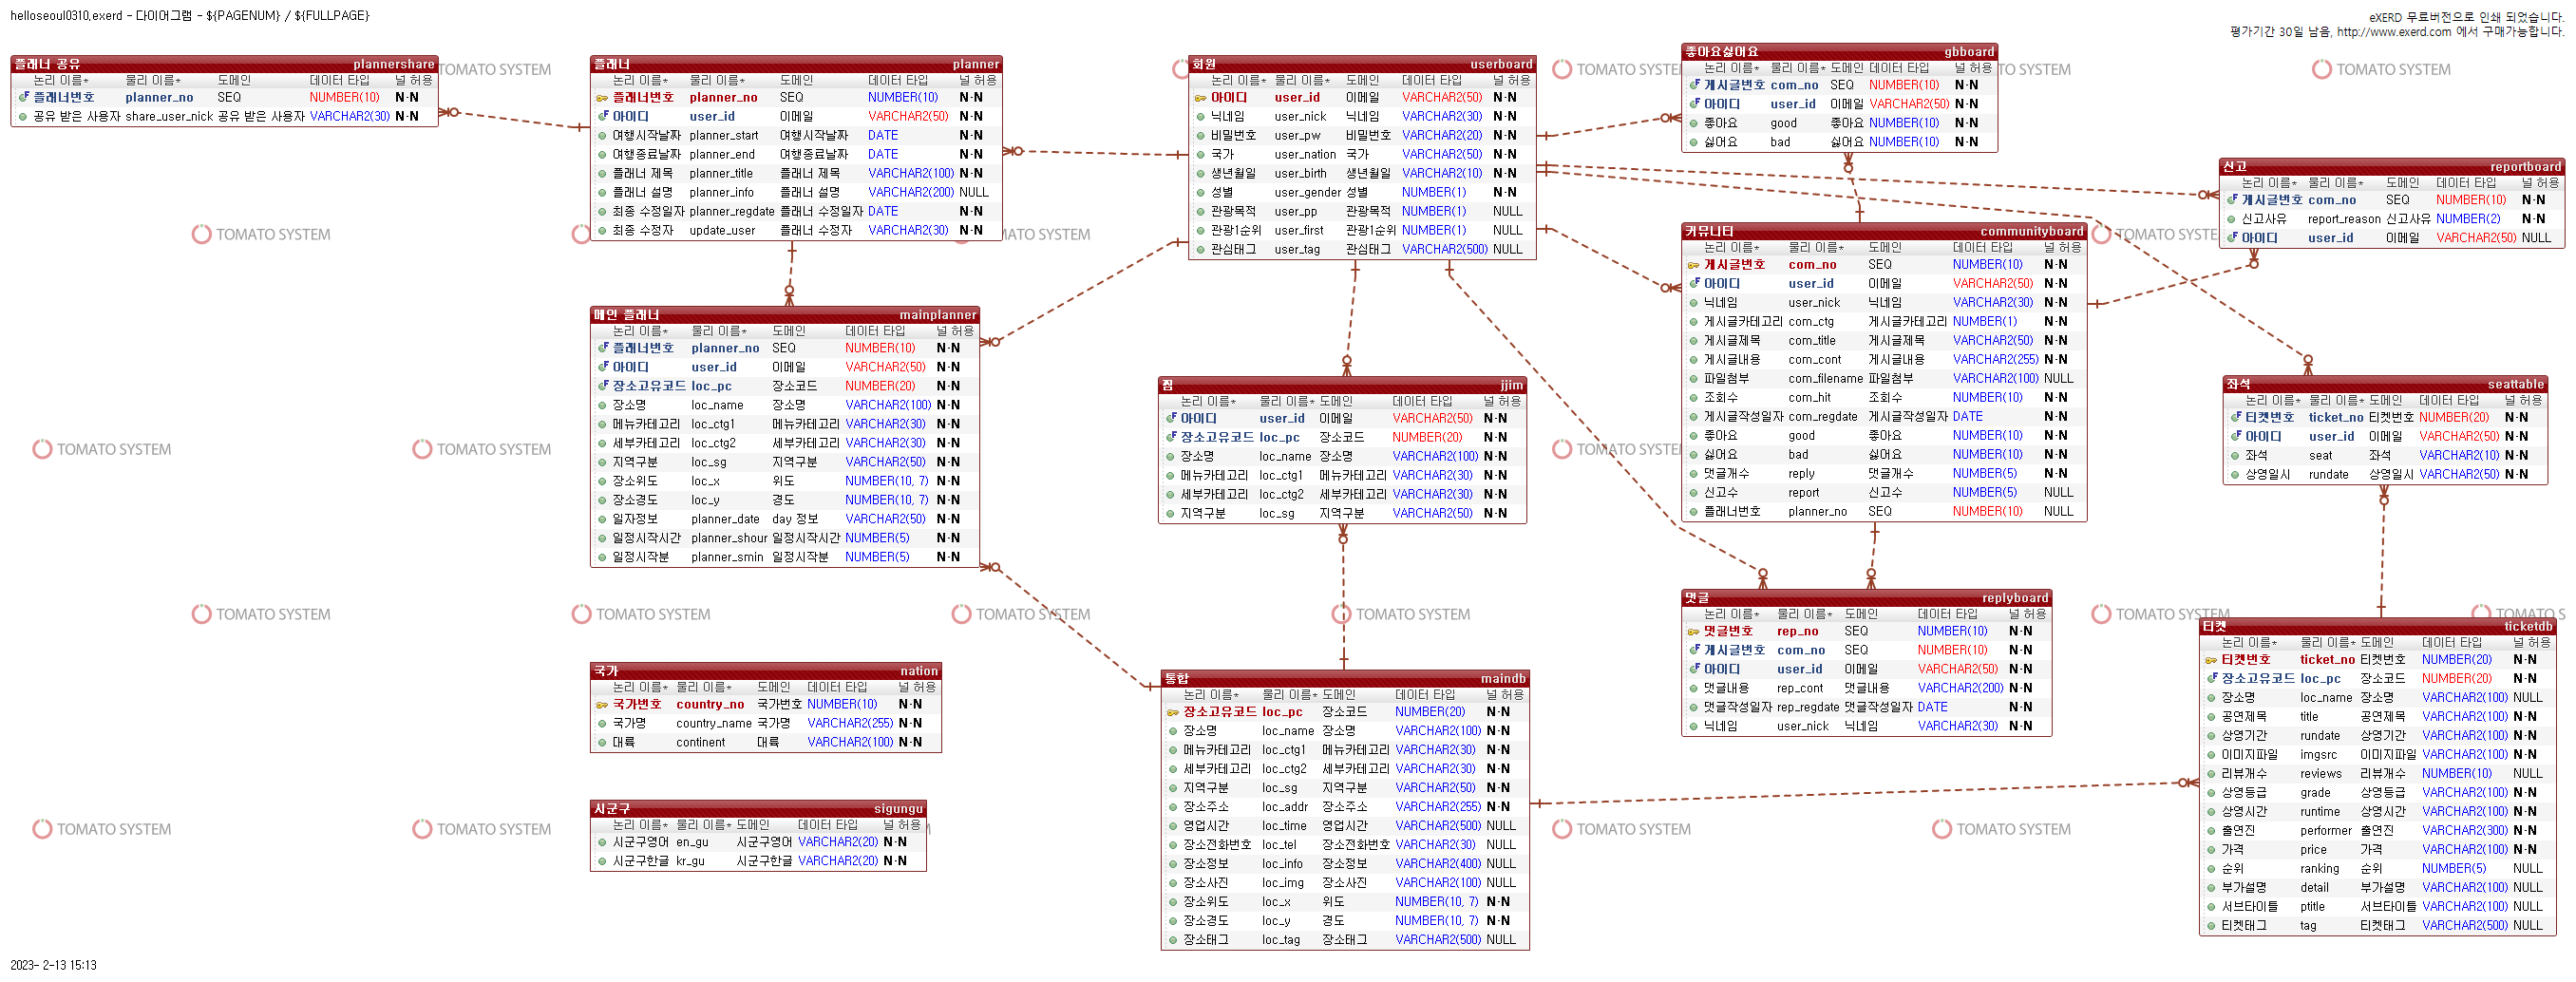 helloseoul0310.exerd - 다이어그램 - ${PAGENUM} / ${FULLPAGE}
eXERD 무료버전으로 인쇄 되었습니다.
평가기간 30일 남음, http://www.exerd.com 에서 구매가능합니다.
플래너 공유 plannershare
논리 이름* 물리 이름* 도메인 데이터 타입 널 허용
플래너번호 planner_no SEQ NUMBER(10) N-N
공유 받은 사용자 share_user_nick 공유 받은 사용자 VARCHAR2(30) N-N
플래너 planner
논리 이름* 물리 이름* 도메인 데이터 타입 널 허용
플래너번호 planner_no SEQ NUMBER(10) N-N
아이디 user_id 이메일 VARCHAR2(50) N-N
여행시작날짜 planner_start 여행시작날짜 DATE N-N
여행종료날짜 planner_end 여행종료날짜 DATE N-N
플래너 제목 planner_title 플래너 제목 VARCHAR2(100) N-N
플래너 설명 planner_info 플래너 설명 VARCHAR2(200) NULL
최종 수정일자 planner_regdate 플래너 수정일자 DATE N-N
최종 수정자 update_user 플래너 수정자 VARCHAR2(30) N-N
회원 userboard
논리 이름* 물리 이름* 도메인 데이터 타입 널 허용
아이디 user_id 이메일 VARCHAR2(50) N-N
닉네임 user_nick 닉네임 VARCHAR2(30) N-N
비밀번호 user_pw 비밀번호 VARCHAR2(20) N-N
국가 user_nation 국가 VARCHAR2(50) N-N
생년월일 user_birth 생년월일 VARCHAR2(10) N-N
성별 user_gender 성별 NUMBER(1) N-N
관광목적 user_pp 관광목적 NUMBER(1) NULL
관광1순위 user_first 관광1순위 NUMBER(1) NULL
관심태그 user_tag 관심태그 VARCHAR2(500) NULL
좋아요싫어요 gbboard
논리 이름* 물리 이름* 도메인 데이터 타입 널 허용
게시글번호 com_no SEQ NUMBER(10) N-N
아이디 user_id 이메일 VARCHAR2(50) N-N
좋아요 good 좋아요 NUMBER(10) N-N
싫어요 bad 싫어요 NUMBER(10) N-N
신고 reportboard
논리 이름* 물리 이름* 도메인 데이터 타입 널 허용
게시글번호 com_no SEQ NUMBER(10) N-N
신고사유 report_reason 신고사유 NUMBER(2) N-N
아이디 user_id 이메일 VARCHAR2(50) NULL
커뮤니티 communityboard
논리 이름* 물리 이름* 도메인 데이터 타입 널 허용
게시글번호 com_no SEQ NUMBER(10) N-N
아이디 user_id 이메일 VARCHAR2(50) N-N
닉네임 user_nick 닉네임 VARCHAR2(30) N-N
게시글카테고리 com_ctg 게시글카테고리 NUMBER(1) N-N
게시글제목 com_title 게시글제목 VARCHAR2(50) N-N
게시글내용 com_cont 게시글내용 VARCHAR2(255) N-N
파일첨부 com_filename 파일첨부 VARCHAR2(100) NULL
조회수 com_hit 조회수 NUMBER(10) N-N
게시글작성일자 com_regdate 게시글작성일자 DATE N-N
좋아요 good 좋아요 NUMBER(10) N-N
싫어요 bad 싫어요 NUMBER(10) N-N
댓글개수 reply 댓글개수 NUMBER(5) N-N
신고수 report 신고수 NUMBER(5) NULL
플래너번호 planner_no SEQ NUMBER(10) NULL
메인 플래너 mainplanner
논리 이름* 물리 이름* 도메인 데이터 타입 널 허용
플래너번호 planner_no SEQ NUMBER(10) N-N
아이디 user_id 이메일 VARCHAR2(50) N-N
장소고유코드 loc_pc 장소코드 NUMBER(20) N-N
장소명 loc_name 장소명 VARCHAR2(100) N-N
메뉴카테고리 loc_ctg1 메뉴카테고리 VARCHAR2(30) N-N
세부카테고리 loc_ctg2 세부카테고리 VARCHAR2(30) N-N
지역구분 loc_sg 지역구분 VARCHAR2(50) N-N
장소위도 loc_x 위도 NUMBER(10, 7) N-N
장소경도 loc_y 경도 NUMBER(10, 7) N-N
일자정보 planner_date day 정보 VARCHAR2(50) N-N
일정시작시간 planner_shour 일정시작시간 NUMBER(5) N-N
일정시작분 planner_smin 일정시작분 NUMBER(5) N-N
찜 jjim
논리 이름* 물리 이름* 도메인 데이터 타입 널 허용
아이디 user_id 이메일 VARCHAR2(50) N-N
장소고유코드 loc_pc 장소코드 NUMBER(20) N-N
장소명 loc_name 장소명 VARCHAR2(100) N-N
메뉴카테고리 loc_ctg1 메뉴카테고리 VARCHAR2(30) N-N
세부카테고리 loc_ctg2 세부카테고리 VARCHAR2(30) N-N
지역구분 loc_sg 지역구분 VARCHAR2(50) N-N
좌석 seattable
논리 이름* 물리 이름* 도메인 데이터 타입 널 허용
티켓번호 ticket_no 티켓번호 NUMBER(20) N-N
아이디 user_id 이메일 VARCHAR2(50) N-N
좌석 seat 좌석 VARCHAR2(10) N-N
상영일시 rundate 상영일시 VARCHAR2(50) N-N
댓글 replyboard
논리 이름* 물리 이름* 도메인 데이터 타입 널 허용
댓글번호 rep_no SEQ NUMBER(10) N-N
게시글번호 com_no SEQ NUMBER(10) N-N
아이디 user_id 이메일 VARCHAR2(50) N-N
댓글내용 rep_cont 댓글내용 VARCHAR2(200) N-N
댓글작성일자 rep_regdate 댓글작성일자 DATE N-N
닉네임 user_nick 닉네임 VARCHAR2(30) N-N
티켓 ticketdb
논리 이름* 물리 이름* 도메인 데이터 타입 널 허용
티켓번호 ticket_no 티켓번호 NUMBER(20) N-N
장소고유코드 loc_pc 장소코드 NUMBER(20) N-N
장소명 loc_name 장소명 VARCHAR2(100) NULL
공연제목 title 공연제목 VARCHAR2(100) N-N
상영기간 rundate 상영기간 VARCHAR2(100) N-N
이미지파일 imgsrc 이미지파일 VARCHAR2(100) N-N
리뷰개수 reviews 리뷰개수 NUMBER(10) NULL
상영등급 grade 상영등급 VARCHAR2(100) N-N
상영시간 runtime 상영시간 VARCHAR2(100) N-N
출연진 performer 출연진 VARCHAR2(300) N-N
가격 price 가격 VARCHAR2(100) N-N
순위 ranking 순위 NUMBER(5) NULL
부가설명 detail 부가설명 VARCHAR2(100) NULL
서브타이틀 ptitle 서브타이틀 VARCHAR2(100) NULL
티켓태그 tag 티켓태그 VARCHAR2(500) NULL
국가 nation
논리 이름* 물리 이름* 도메인 데이터 타입 널 허용
국가번호 country_no 국가번호 NUMBER(10) N-N
국가명 country_name 국가명 VARCHAR2(255) N-N
대륙 continent 대륙 VARCHAR2(100) N-N
통합 maindb
논리 이름* 물리 이름* 도메인 데이터 타입 널 허용
장소고유코드 loc_pc 장소코드 NUMBER(20) N-N
장소명 loc_name 장소명 VARCHAR2(100) N-N
메뉴카테고리 loc_ctg1 메뉴카테고리 VARCHAR2(30) N-N
세부카테고리 loc_ctg2 세부카테고리 VARCHAR2(30) N-N
지역구분 loc_sg 지역구분 VARCHAR2(50) N-N
장소주소 loc_addr 장소주소 VARCHAR2(255) N-N
영업시간 loc_time 영업시간 VARCHAR2(500) NULL
장소전화번호 loc_tel 장소전화번호 VARCHAR2(30) NULL
장소정보 loc_info 장소정보 VARCHAR2(400) NULL
장소사진 loc_img 장소사진 VARCHAR2(100) NULL
장소위도 loc_x 위도 NUMBER(10, 7) N-N
장소경도 loc_y 경도 NUMBER(10, 7) N-N
장소태그 loc_tag 장소태그 VARCHAR2(500) NULL
시군구 sigungu
논리 이름* 물리 이름* 도메인 데이터 타입 널 허용
시군구영어 en_gu 시군구영어 VARCHAR2(20) N-N
시군구한글 kr_gu 시군구한글 VARCHAR2(20) N-N
2023- 2-13 15:13
TOMATO SYSTEM